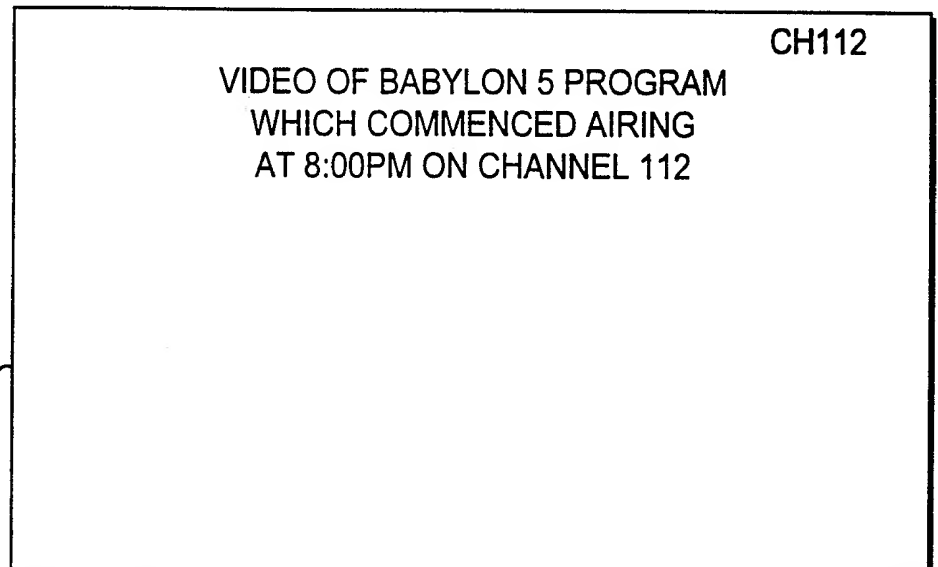 CH112
VIDEO OF BABYLON 5 PROGRAM
WHICH COMMENCED AIRING
AT 8:00PM ON CHANNEL 112